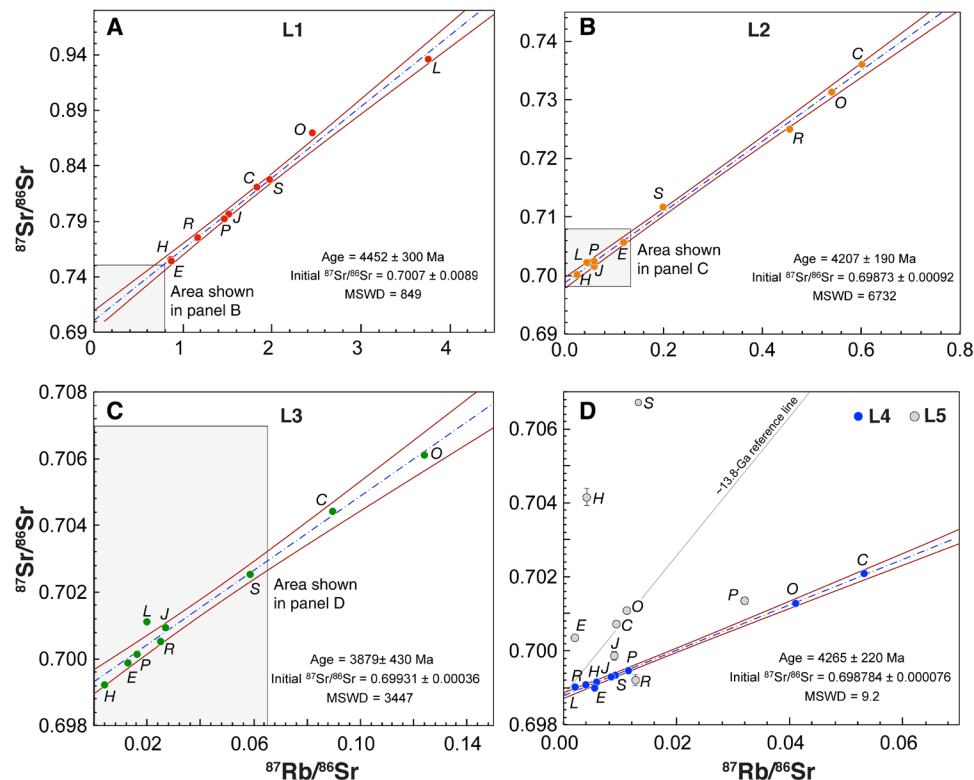 A
L1
⁸⁷Sr/⁸⁶Sr
0.94
0.89
0.84
0.79
0.74
0.69
0
1
2
3
4
L
O
C
S
R
J
P
H
E
Area shown
in panel B
Age = 4452 ± 300 Ma
Initial ⁸⁷Sr/⁸⁶Sr = 0.7007 ± 0.0089
MSWD = 849
B
L2
0.74
0.73
0.72
0.71
0.70
0.69
0.0
0.2
0.4
0.6
0.8
C
O
R
S
L
P
E
H
J
Area shown
in panel C
Age = 4207 ± 190 Ma
Initial ⁸⁷Sr/⁸⁶Sr = 0.69873 ± 0.00092
MSWD = 6732
C
L3
⁸⁷Sr/⁸⁶Sr
0.708
0.706
0.704
0.702
0.700
0.698
0.02
0.06
0.10
0.14
⁸⁷Rb/⁸⁶Sr
O
C
S
L
J
R
P
E
H
Area shown
in panel D
Age = 3879± 430 Ma
Initial ⁸⁷Sr/⁸⁶Sr = 0.69931 ± 0.00036
MSWD = 3447
D
L4
L5
0.706
0.704
0.702
0.700
0.698
0.00
0.02
0.04
0.06
⁸⁷Rb/⁸⁶Sr
~13.8-Ga reference line
S
H
P
O
C
E
O
C
J
P
R
H
J
L
E
S
R
Age = 4265 ± 220 Ma
Initial ⁸⁷Sr/⁸⁶Sr = 0.698784 ± 0.000076
MSWD = 9.2